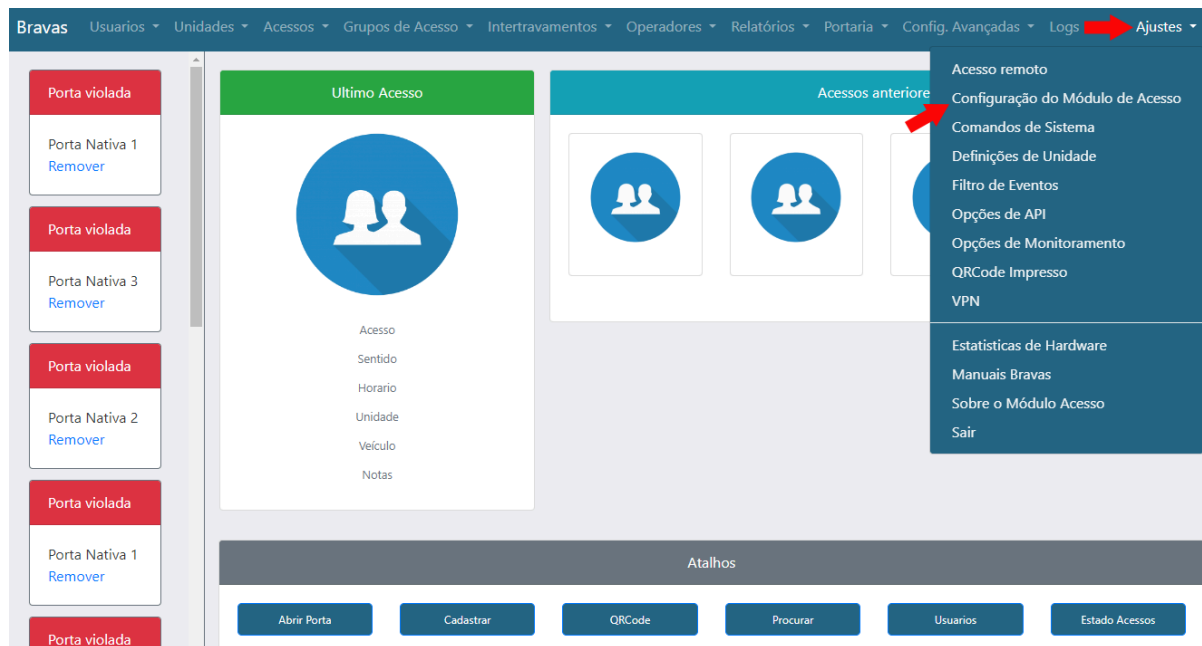 Bravas Usuarios Unidades Acessos Grupos de Acesso Intertravamentos Operadores Relatórios Portaria Config. Avançadas Logs Ajustes
Porta violada
Porta Nativa 1
Remover
Porta violada
Porta Nativa 3
Remover
Porta violada
Porta Nativa 2
Remover
Porta violada
Porta Nativa 1
Remover
Porta violada
Ultimo Acesso
Acesso
Sentido
Horario
Unidade
Veículo
Notas
Acessos anteriore
Acesso remoto
Configuração do Módulo de Acesso
Comandos de Sistema
Definições de Unidade
Filtro de Eventos
Opções de API
Opções de Monitoramento
QRCode Impresso
VPN
Estatisticas de Hardware
Manuais Bravas
Sobre o Módulo Acesso
Sair
Atalhos
Abrir Porta Cadastrar QRCode Procurar Usuarios Estado Acessos